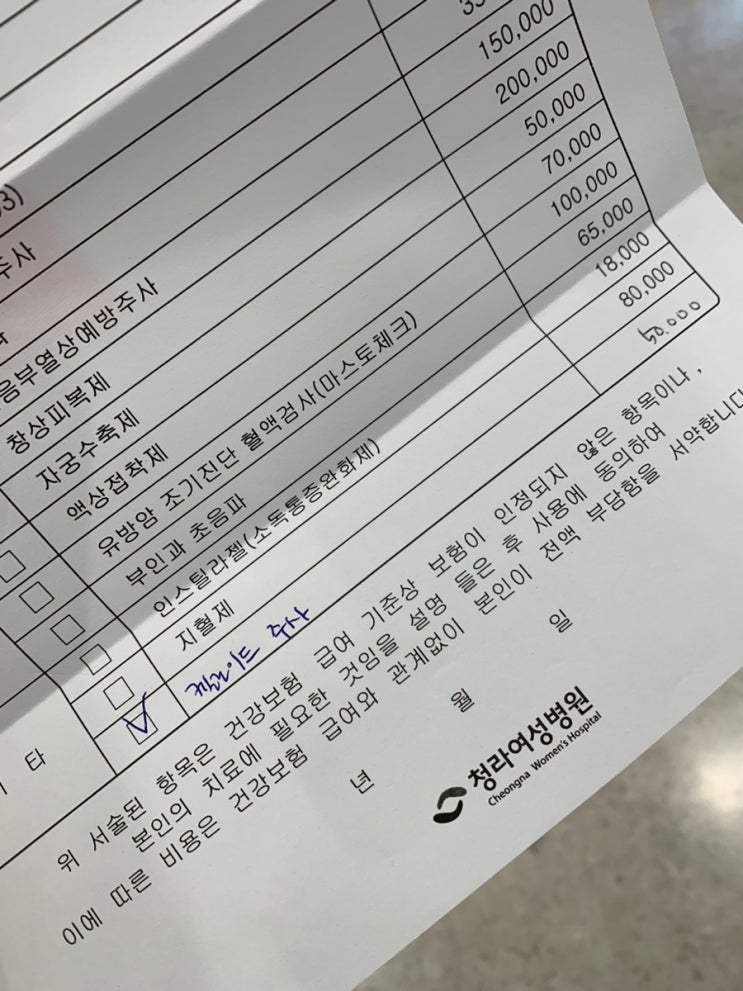 3)
주사
음부열상예방주사 150,000
창상피복제 200,000
자궁수축제 50,000
액상접착제 70,000
유방암 조기진단 혈액검사(마스토체크) 100,000
부인과 초음파 65,000
인스틸라젤(소독통증완화제) 18,000
지혈제 80,000
타 켈로이드 주사 50.000
위 서술된 항목은 건강보험 급여 기준상 보험이 인정되지 않은 항목이나,
본인의 치료에 필요한 것임을 설명 들은 후 사용에 동의하여
이에 따른 비용은 건강보험 급여와 관계없이 본인이 전액 부담함을 서약합니다
년 월 일
청라여성병원
Cheongna Women's Hospital